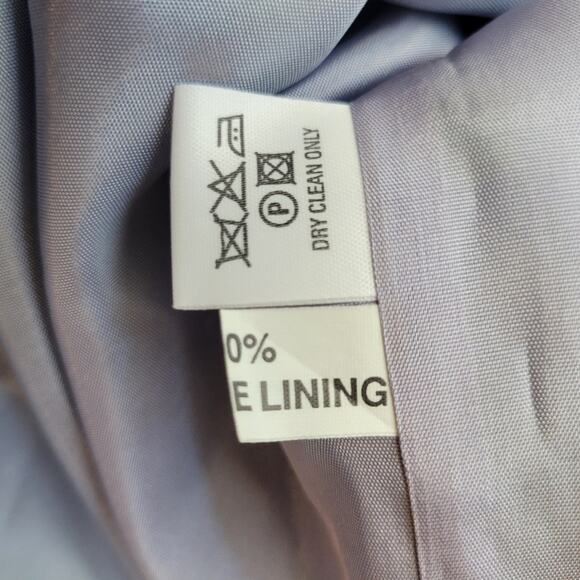 P
DRY CLEAN ONLY
0%
E LINING